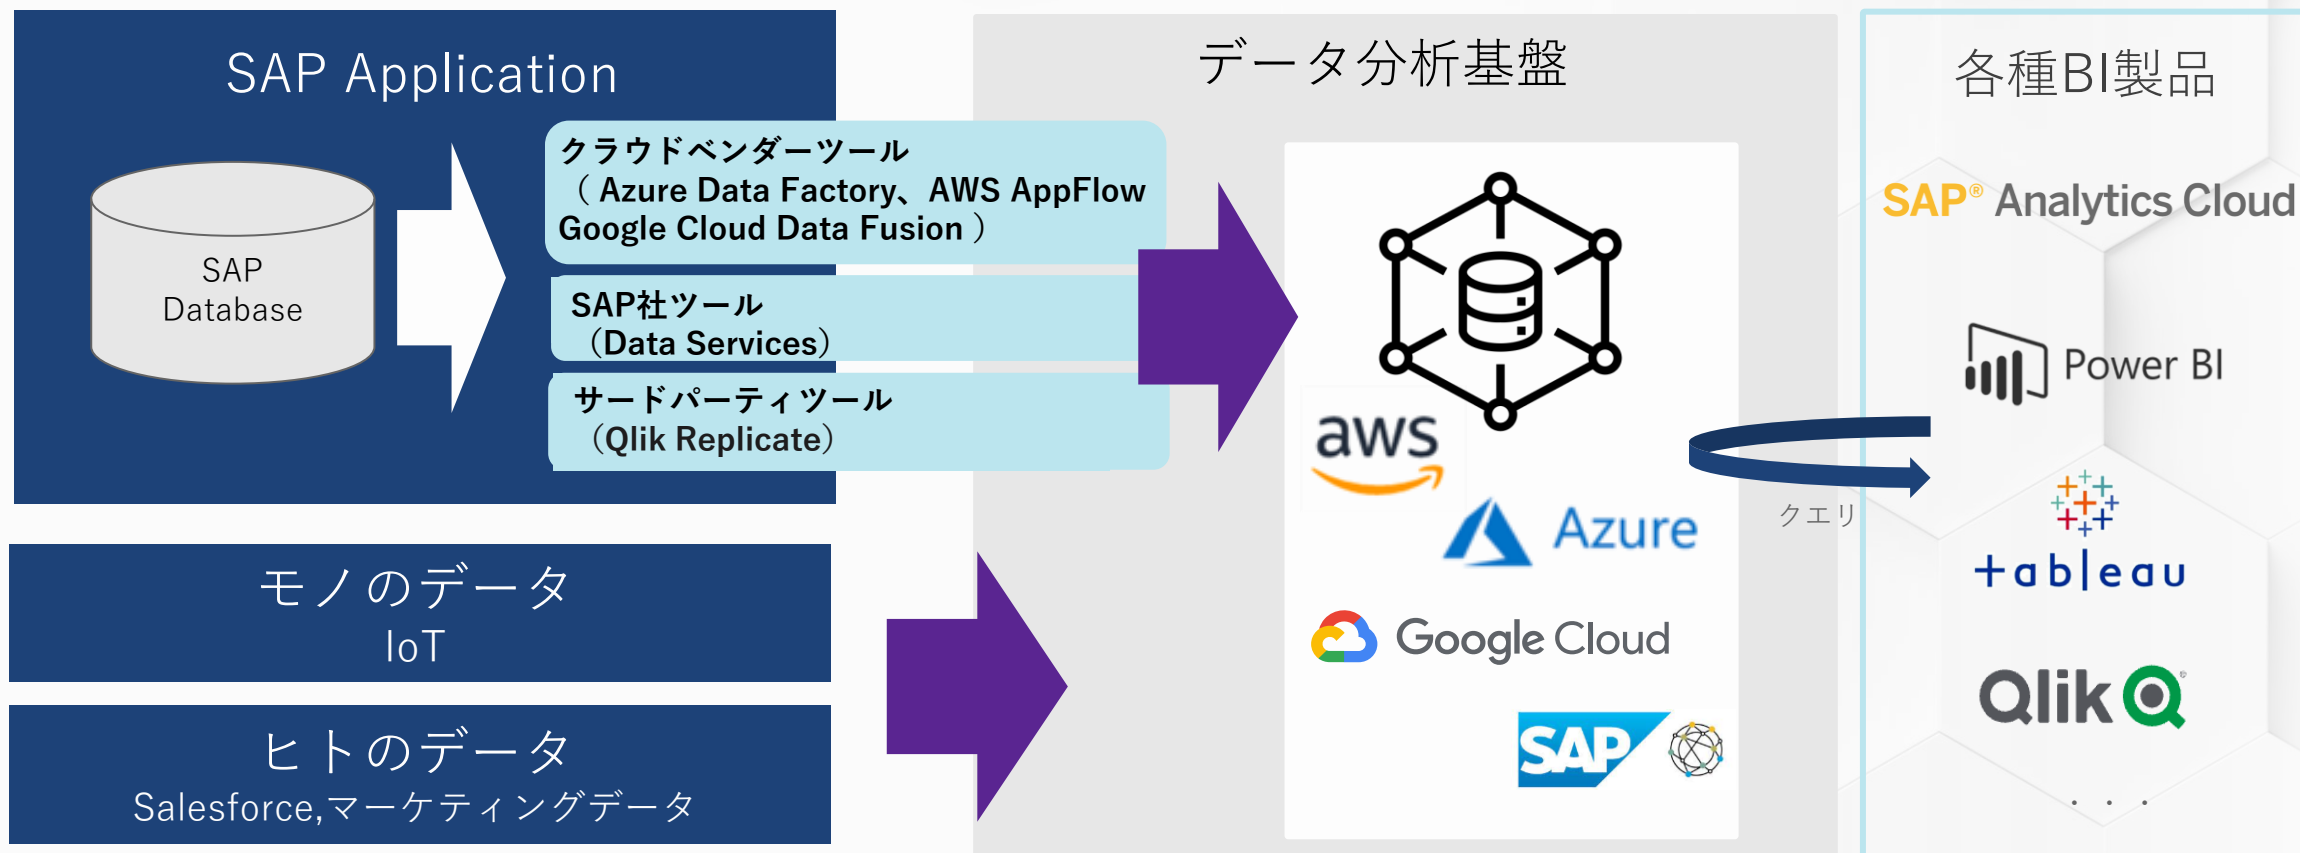 SAP Application
SAP
Database
クラウドベンダーツール
（ Azure Data Factory、AWS AppFlow
Google Cloud Data Fusion ）
SAP社ツール
（Data Services）
サードパーティツール
（Qlik Replicate）
モノのデータ
IoT
ヒトのデータ
Salesforce,マーケティングデータ
データ分析基盤
aws
Azure
Google Cloud
SAP
クエリ
各種BI製品
SAP® Analytics Cloud
Power BI
+ableau
Qlik
・・・